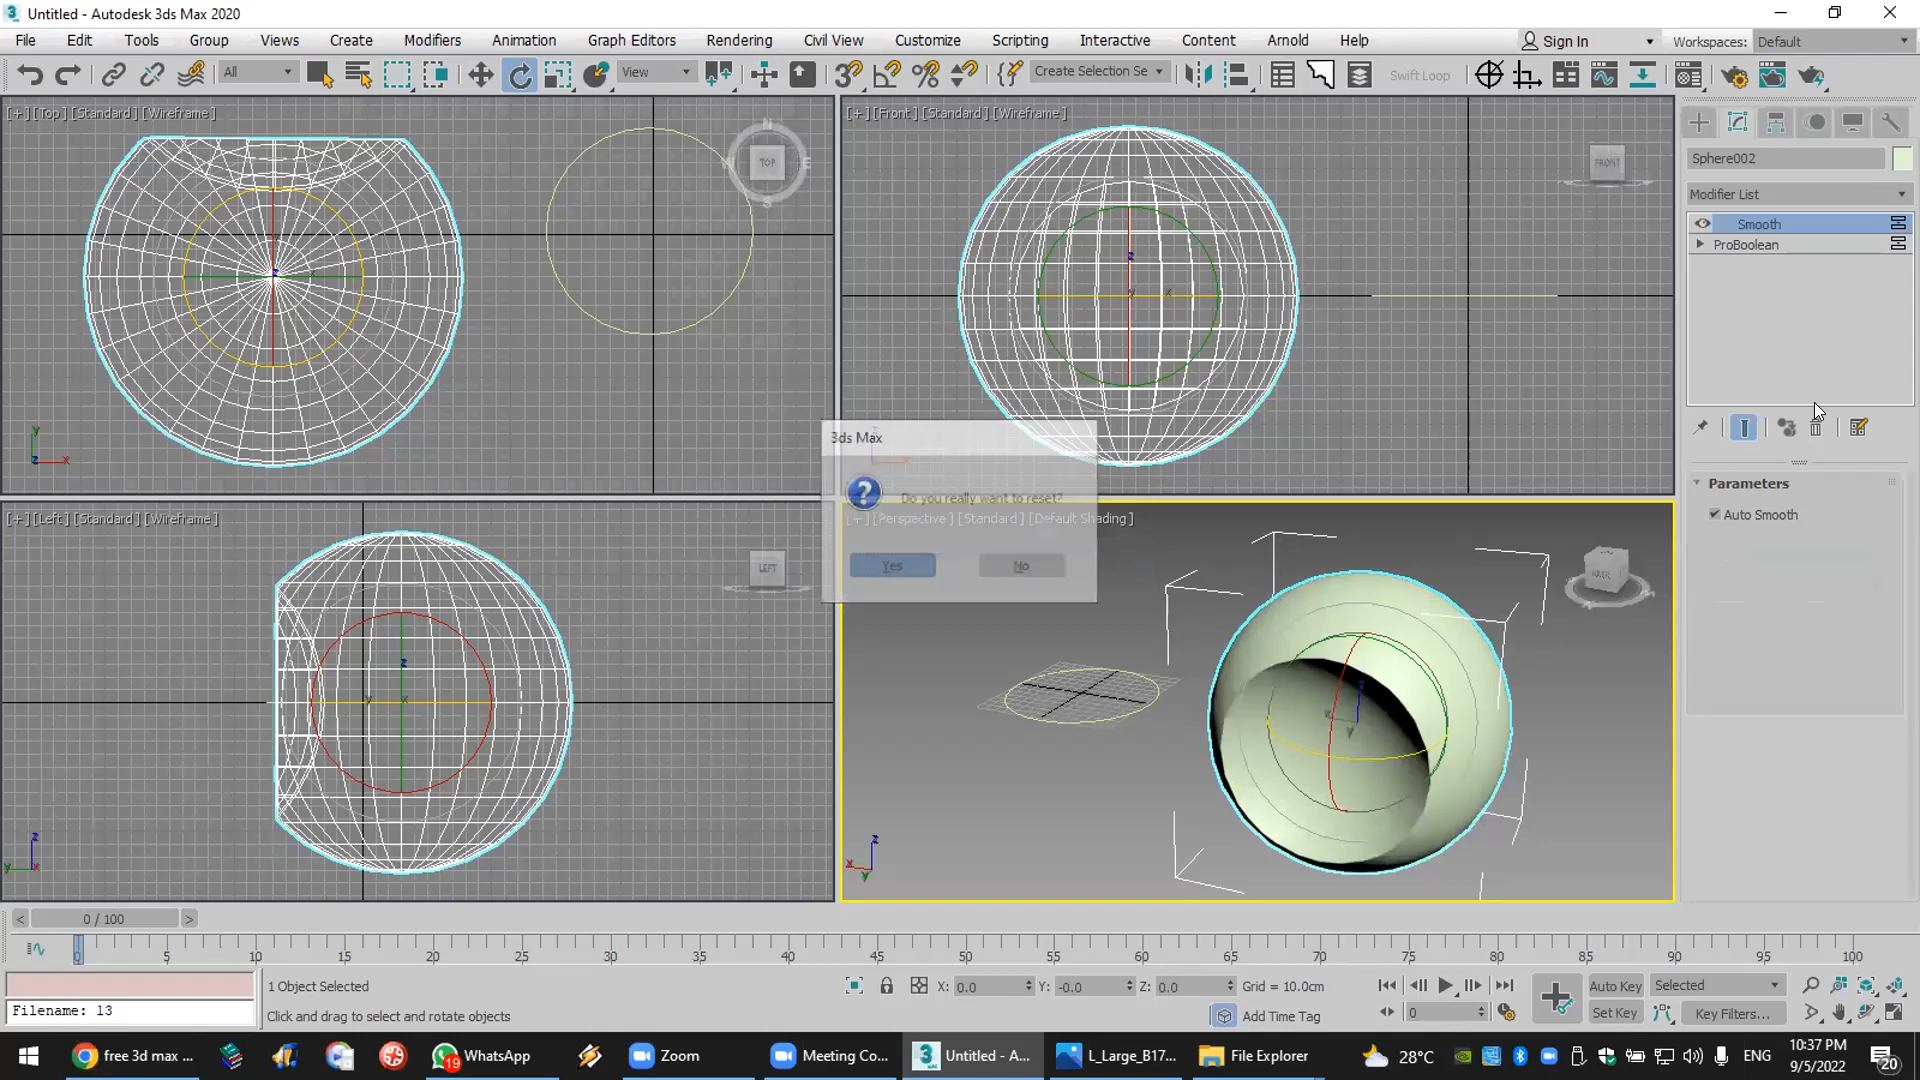 Untitled - Autodesk 3ds Max 2020
File Edit Tools Group Views Create Modifiers Animation Graph Editors Rendering Civil View Customize Scripting Interactive Content Arnold Help Sign In Workspaces: Default
All View Create Selection Se Swift Loop
[+] [Top] [Standard] [Wireframe]
N
TOP
W
E
S
[+] [Front] [Standard] [Wireframe]
FRONT
Sphere002
Modifier List
Smooth
ProBoolean
3ds Max
Do you really want to reset?
Yes No
Parameters
Auto Smooth
[+] [Left] [Standard] [Wireframe]
LEFT
[+] [Perspective] [Standard] [Default Shading]
< 0 / 100 >
0 5 10 15 20 25 30 35 40 45 50 55 60 65 70 75 80 85 90 95 100
1 Object Selected
X: 0.0 Y: -0.0 Z: 0.0 Grid = 10.0cm
Auto Key Selected
Filename: 13
Click and drag to select and rotate objects
Add Time Tag
0
Set Key Key Filters...
free 3d max ...
19
WhatsApp
Zoom
Meeting Co...
Untitled - A...
L_Large_B17...
File Explorer
28°C
ENG
10:37 PM
9/5/2022
20